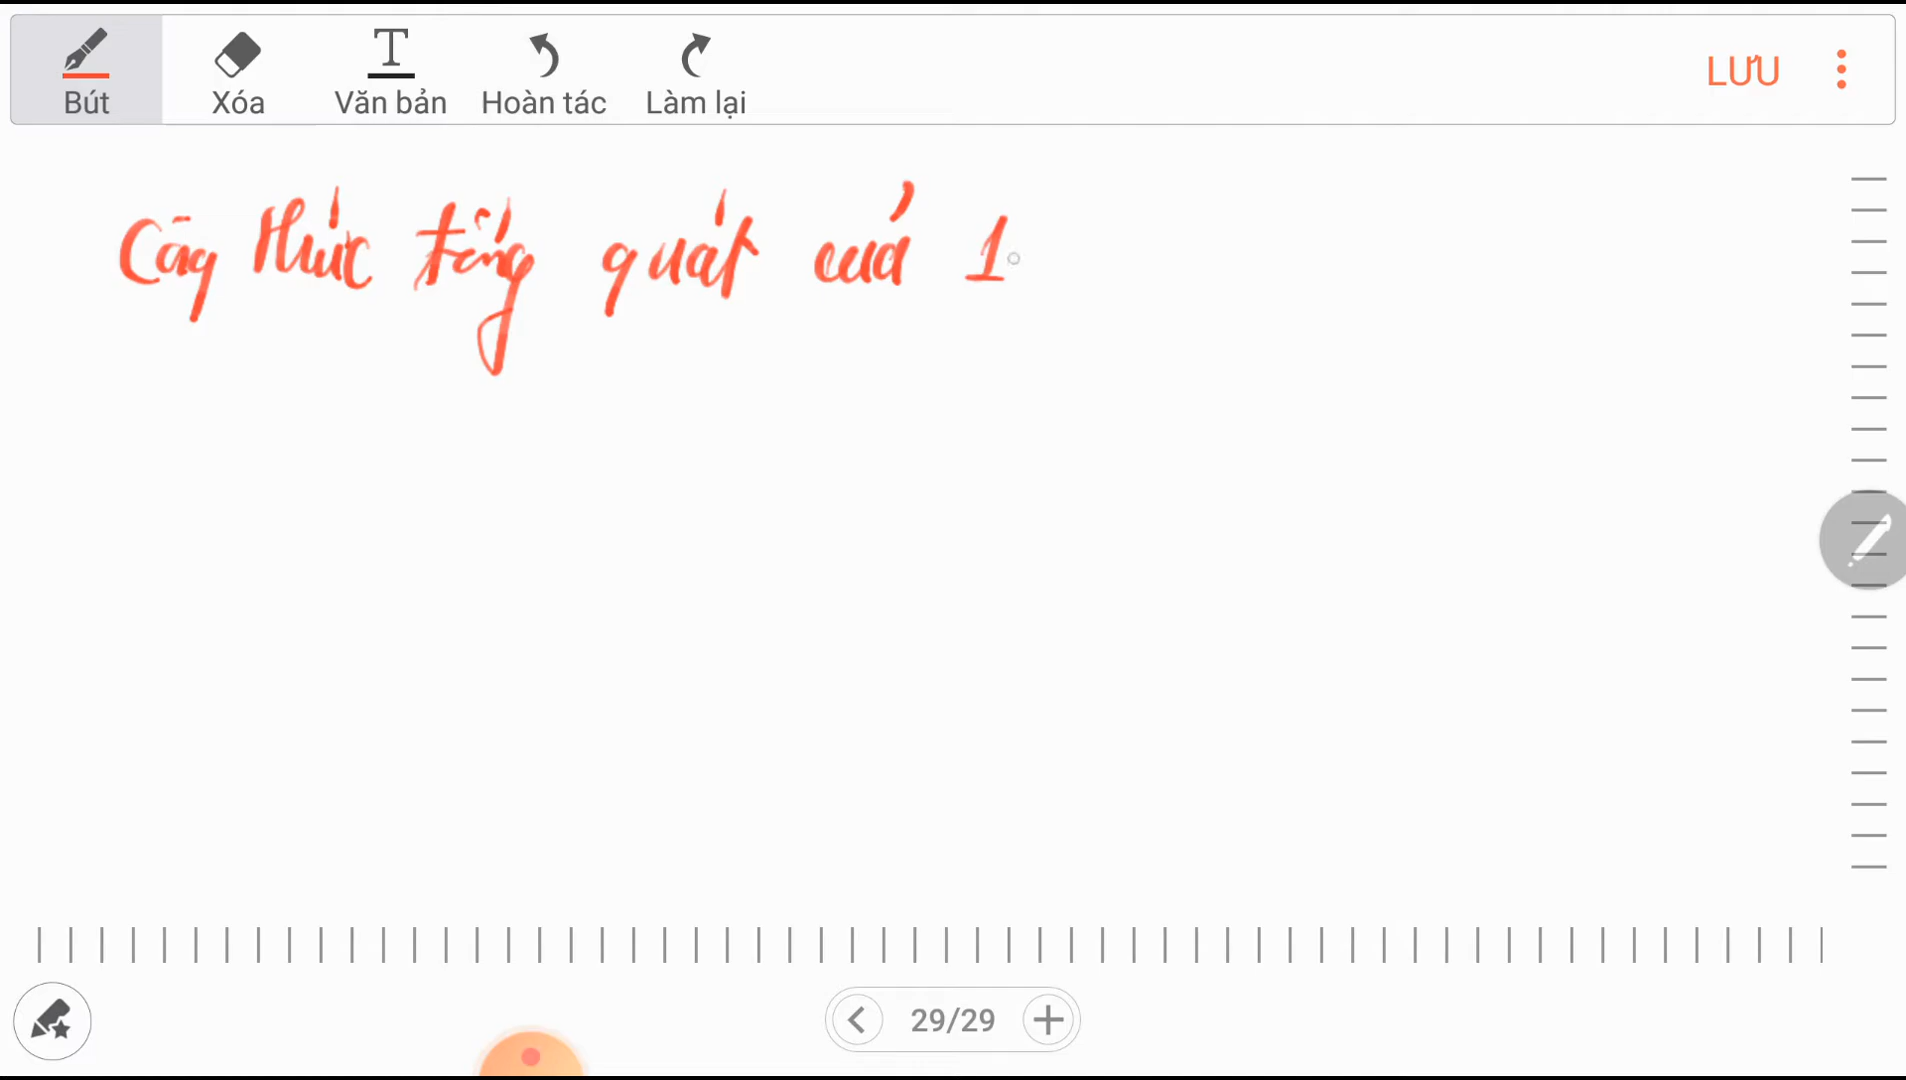 Bút Xóa Văn bản Hoàn tác Làm lại LƯU
Công thức tổng quát của 1
29/29